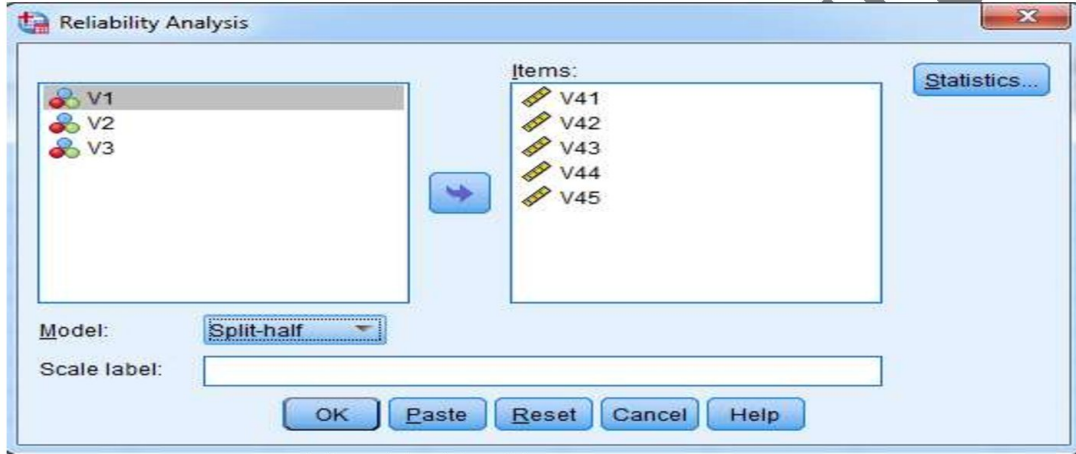 Reliability Analysis
Items:
Statistics...
V1
V2
V3
V41
V42
V43
V44
V45
Model: Split-half
Scale label:
OK Paste Reset Cancel Help